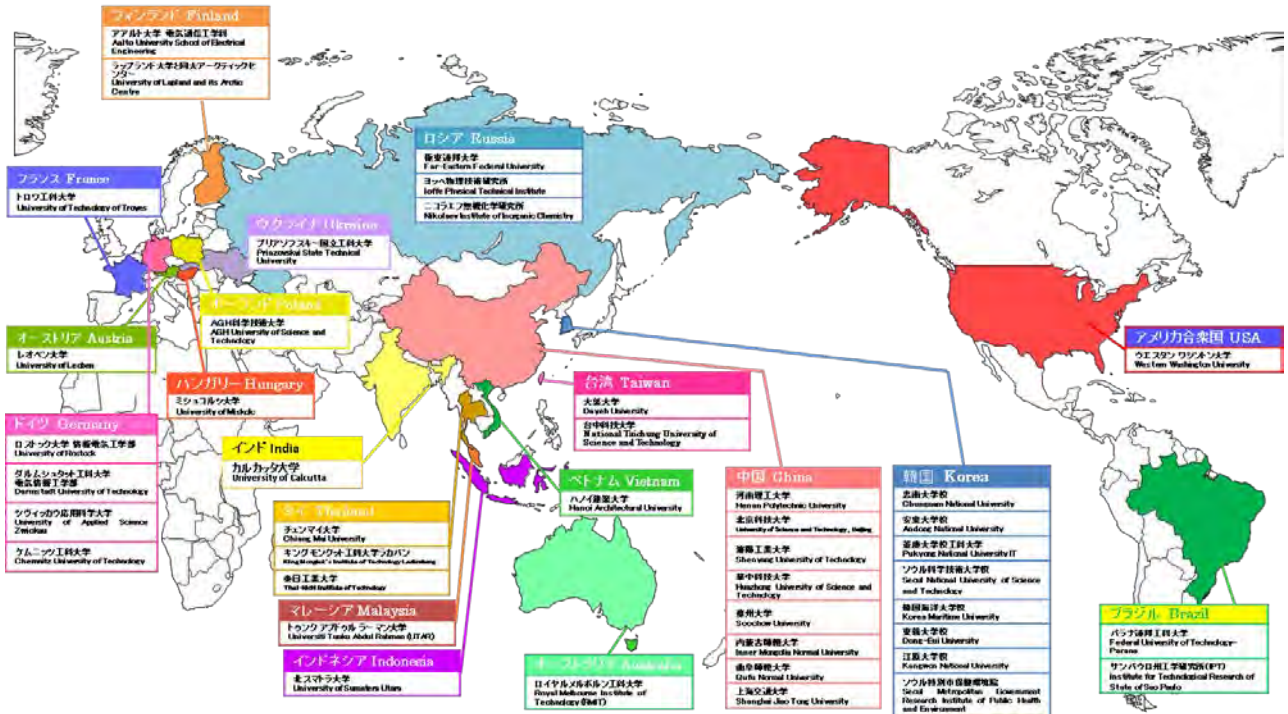 フィンランド Finland
アアルト大学 電気通信工学科
Aalto University School of Electrical
Engineering
ラップランド大学と同大アークティックセ
ンター
University of Lapland and its Arctic
Centre
ロシア Russia
極東連邦大学
Far-Eastern Federal University
ヨッヘ物理技術研究所
Ioffe Physical Technical Institute
ニコラエフ無機化学研究所
Nikolaev Institute of Inorganic Chemistry
フランス France
トロワ工科大学
University of Technology of Troyes
ウクライナ Ukraina
プリアゾフスキー国立工科大学
Priazovskui State Technical
University
ポーランド Poland
AGH科学技術大学
AGH University of Science and
Technology
オーストリア Austria
レオベン大学
University of Leoben
ハンガリー Hungary
ミシュコルツ大学
University of Miskolc
アメリカ合衆国 USA
ウエスタン ワシントン大学
Western Washington University
台湾 Taiwan
大葉大学
Dayeh University
台中科技大学
National Taichung University of
Science and Technology
ドイツ Germany
ロストック大学 情報電気工学部
University of Rostock
ダルムシュタット工科大学
電気情報工学部
Darmstadt University of Technology
ツヴィッカウ応用科学大学
University of Applied Science
Zwickau
ケムニッツ工科大学
Chemnitz University of Technology
インド India
カルカッタ大学
University of Calcutta
ベトナム Vietnam
ハノイ建築大学
Hanoi Architectural University
タイ Thailand
チェンマイ大学
Chiang Mai University
キングモンクット工科大学ラカバン
King Mongkut's Institute of Technology Ladkrabang
泰日工業大学
Thai-Nichi Institute of Technology
マレーシア Malaysia
トゥンク アブドゥル ラーマン大学
Universiti Tunku Abdul Rahman (UTAR)
インドネシア Indonesia
北スマトラ大学
University of Sumatera Utara
オーストラリア Australia
ロイヤルメルボルン工科大学
Royal Melbourne Institute of
Technology (RMIT)
中国 China
河南理工大学
Henan Polytechnic University
北京科技大学
University of Science and Technology, Beijing
瀋陽工業大学
Shenyang University of Technology
華中科技大学
Huazhong University of Science and
Technology
蘇州大学
Soochow University
内蒙古師範大学
Inner Mongolia Normal University
曲阜師範大学
Qufu Normal University
上海交通大学
Shanghai Jiao Tong University
韓国 Korea
忠南大学校
Chungnam National University
安東大学校
Andong National University
釜慶大学校工科大学
Pukyong National University IT
ソウル科学技術大学校
Seoul National University of Science
and Technology
韓国海洋大学校
Korea Maritime University
東義大学校
Dong-Eui University
江原大学校
Kangwon National University
ソウル特別市保健環境院
Seoul Metropolitan Government
Research Institute of Public Health
and Environment
ブラジル Brazil
パラナ連邦工科大学
Federal University of Technology-
Parana
サンパウロ州工学研究所(IPT)
Institute for Technological Research of
State of Sao Paulo